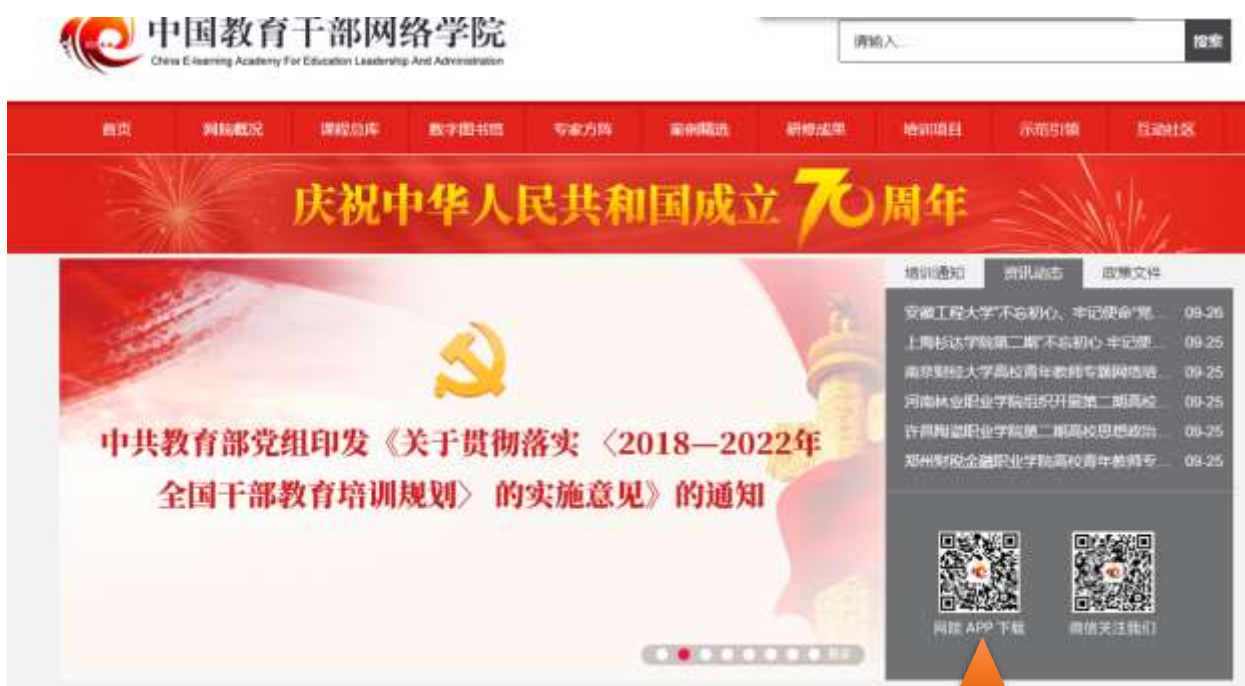 中国教育干部网络学院
China E-learning Academy For Education Leadership And Administration
请输入...
搜索
首页 网院概况 课程总库 数字图书馆 专家方阵 案例精选 研修成果 培训项目 示范引领 互动社区
庆祝中华人民共和国成立70周年
培训通知 资讯动态 政策文件
安徽工程大学"不忘初心、牢记使命"党... 09-26
上海杉达学院第二期"不忘初心 牢记使... 09-25
南京财经大学高校青年教师专题网络培... 09-25
河南林业职业学院组织开展第二期高校... 09-25
许昌陶瓷职业学院第二期高校思想政治... 09-25
郑州财税金融职业学院高校青年教师专... 09-25
中共教育部党组印发《关于贯彻落实〈2018—2022年
全国干部教育培训规划〉的实施意见》的通知
网院 APP 下载 微信关注我们